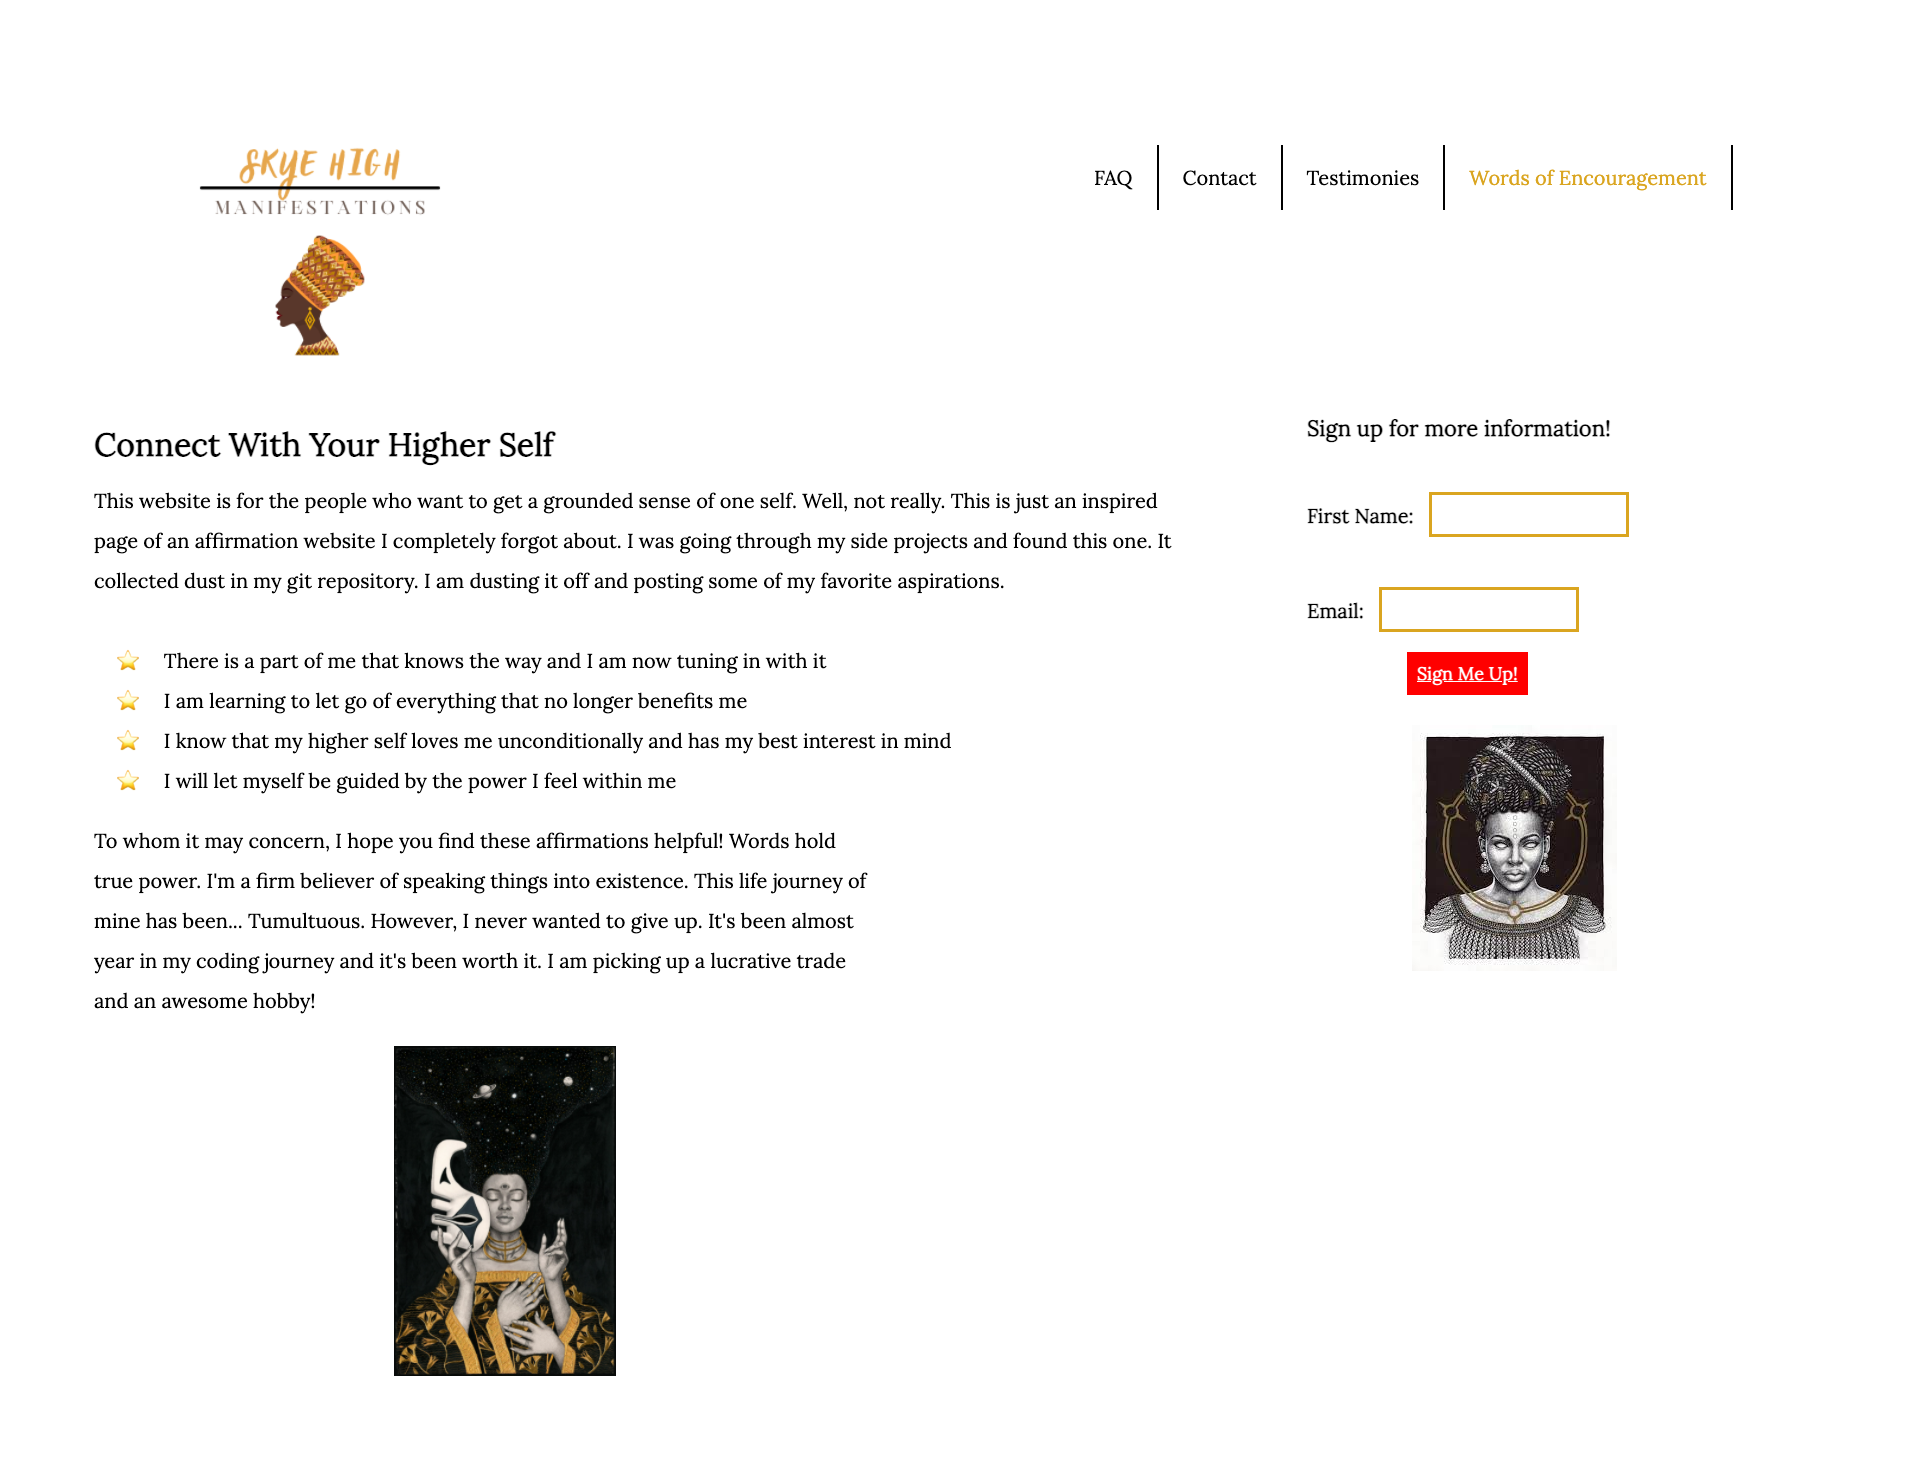 SKYE HIGH
MANIFESTATIONS
FAQ
Contact
Testimonies
Words of Encouragement
Connect With Your Higher Self
This website is for the people who want to get a grounded sense of one self. Well, not really. This is just an inspired
page of an affirmation website I completely forgot about. I was going through my side projects and found this one. It
collected dust in my git repository. I am dusting it off and posting some of my favorite aspirations.
There is a part of me that knows the way and I am now tuning in with it
I am learning to let go of everything that no longer benefits me
I know that my higher self loves me unconditionally and has my best interest in mind
I will let myself be guided by the power I feel within me
To whom it may concern, I hope you find these affirmations helpful! Words hold
true power. I'm a firm believer of speaking things into existence. This life journey of
mine has been... Tumultuous. However, I never wanted to give up. It's been almost
year in my coding journey and it's been worth it. I am picking up a lucrative trade
and an awesome hobby!
Sign up for more information!
First Name:
Email:
Sign Me Up!